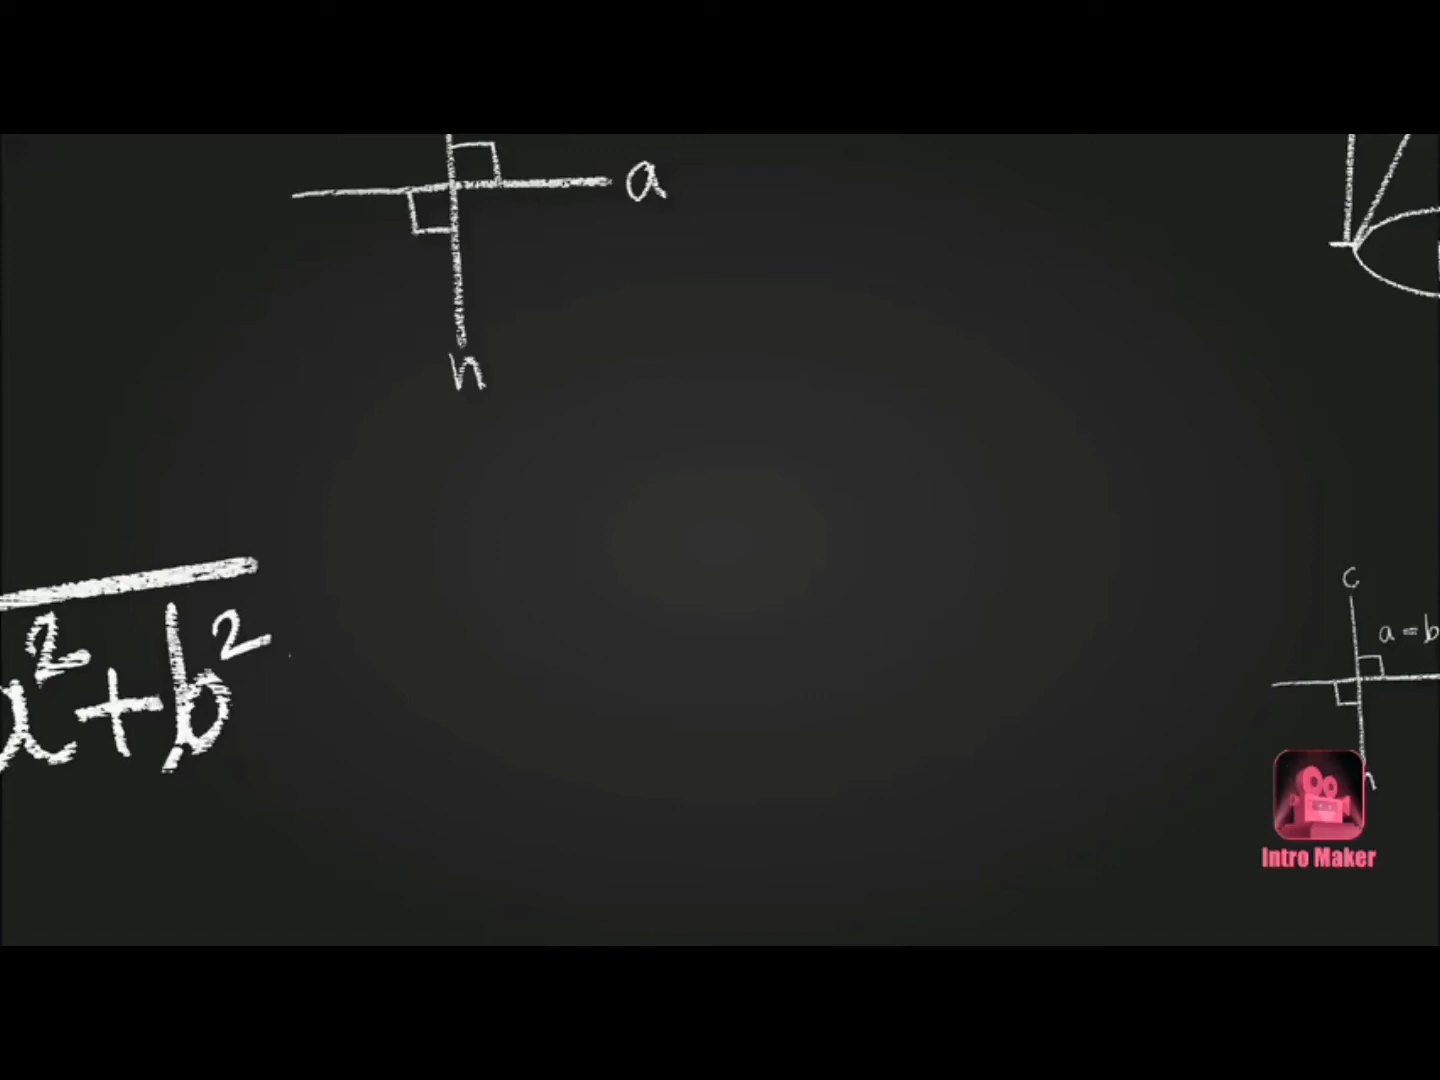 a
n
a²+b²
c
a = b
Intro Maker